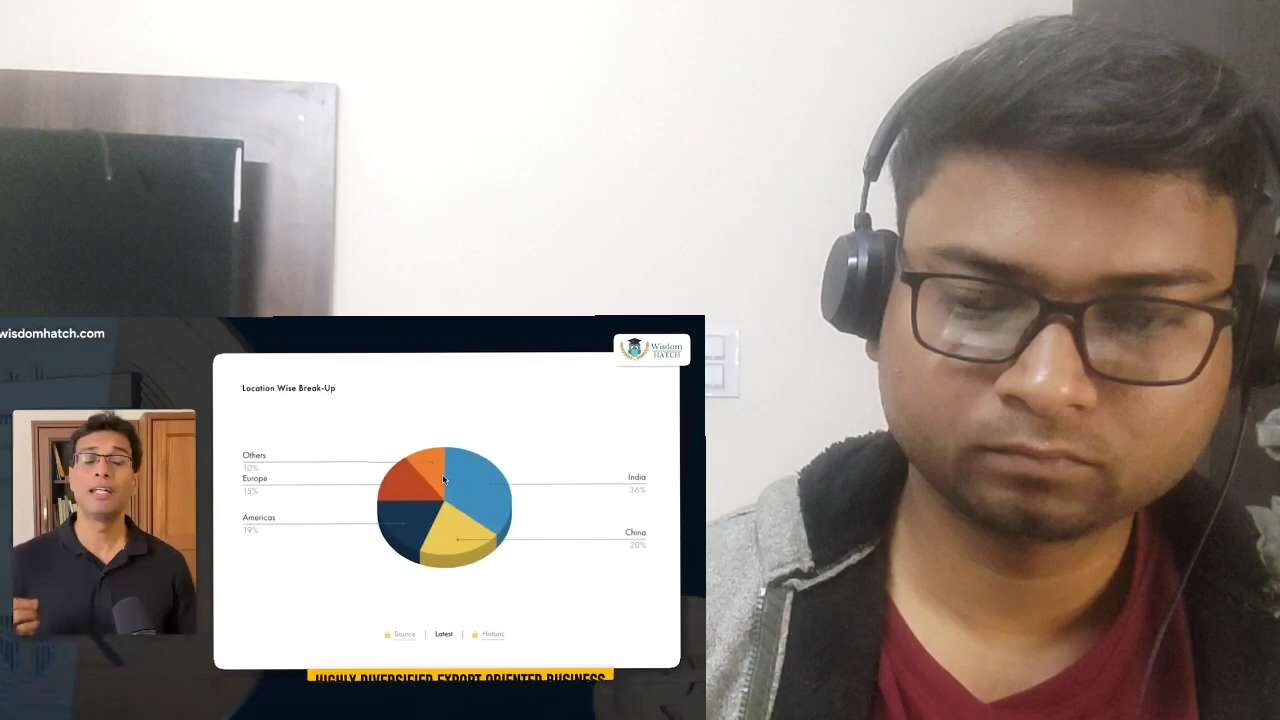 wisdomhatch.com
Wisdom
HATCH
Location Wise Break-Up
Others
10%
Europe
15%
Americas
19%
India
36%
China
20%
Source | Latest | Historic
HIGHLY DIVERSIFIED EXPORT ORIENTED BUSINESS